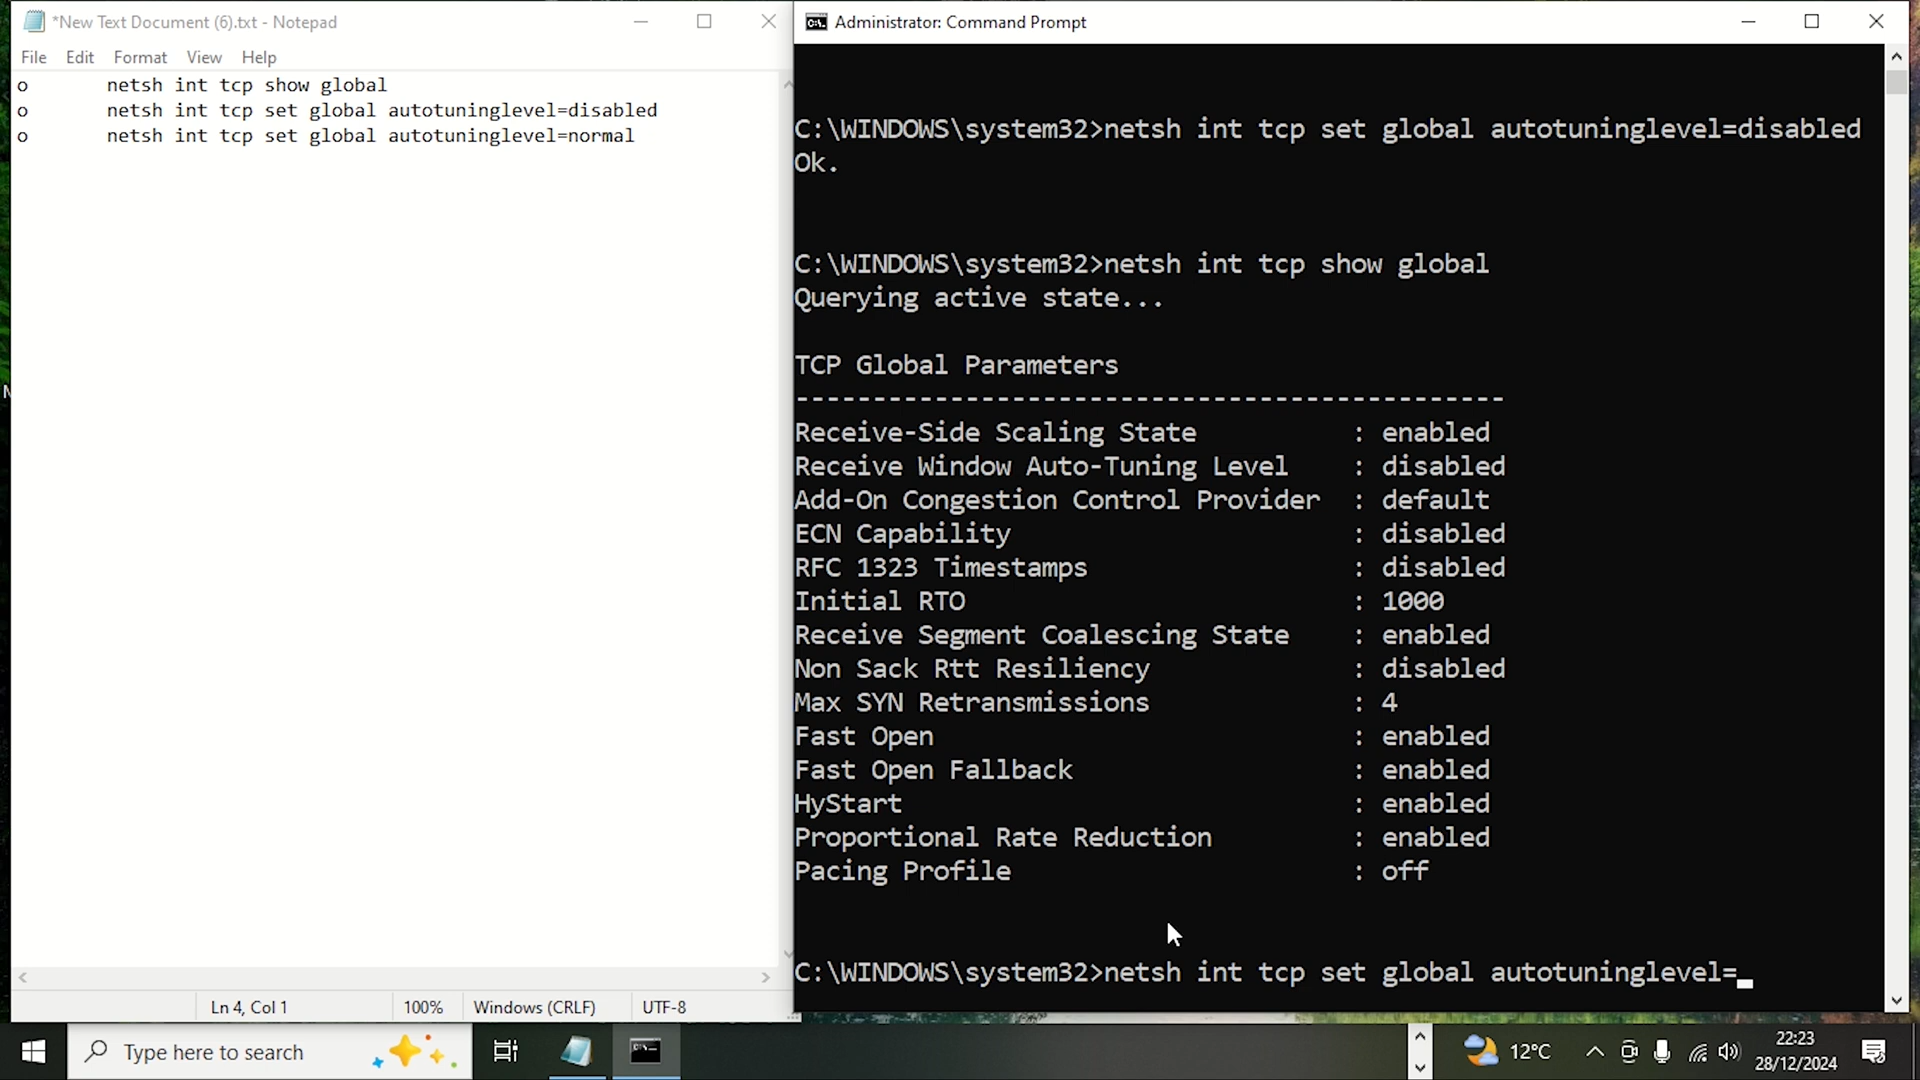 *New Text Document (6).txt - Notepad
File Edit Format View Help
o netsh int tcp show global
o netsh int tcp set global autotuninglevel=disabled
o netsh int tcp set global autotuninglevel=normal
Ln 4, Col 1 100% Windows (CRLF) UTF-8
Administrator: Command Prompt
C:\WINDOWS\system32>netsh int tcp set global autotuninglevel=disabled
Ok.
C:\WINDOWS\system32>netsh int tcp show global
Querying active state...
TCP Global Parameters
----------------------------------------------
Receive-Side Scaling State : enabled
Receive Window Auto-Tuning Level : disabled
Add-On Congestion Control Provider : default
ECN Capability : disabled
RFC 1323 Timestamps : disabled
Initial RTO : 1000
Receive Segment Coalescing State : enabled
Non Sack Rtt Resiliency : disabled
Max SYN Retransmissions : 4
Fast Open : enabled
Fast Open Fallback : enabled
HyStart : enabled
Proportional Rate Reduction : enabled
Pacing Profile : off
C:\WINDOWS\system32>netsh int tcp set global autotuninglevel=
Type here to search
12°C
22:23
28/12/2024